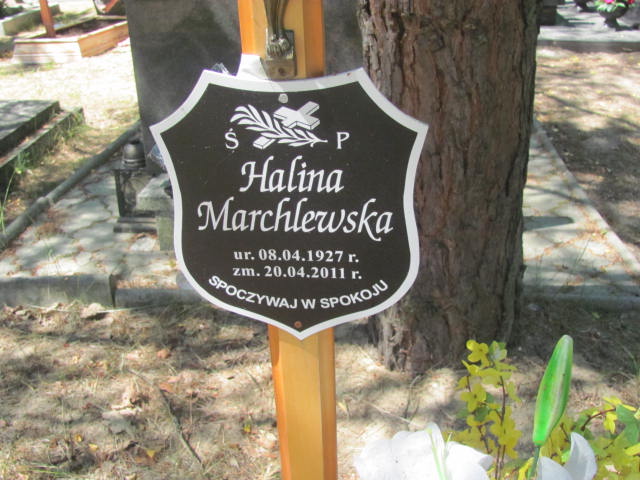 Ś P
Halina
Marchlewska
ur. 08.04.1927 r.
zm. 20.04.2011 r.
SPOCZYWAJ W SPOKOJU